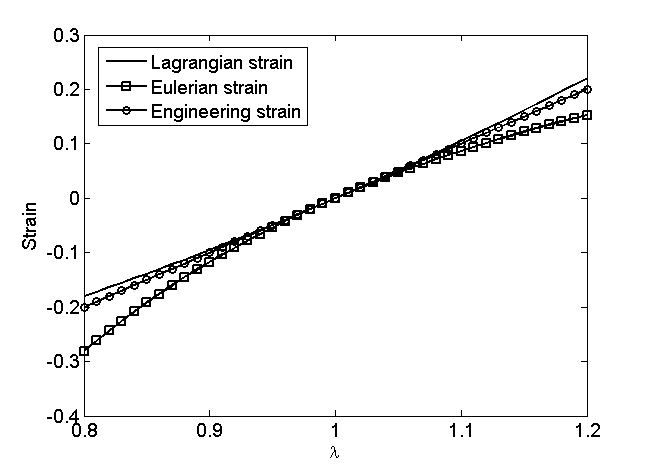 0.3
Lagrangian strain
Eulerian strain
Engineering strain
0.2
0.1
0
-0.1
-0.2
-0.3
-0.4
Strain
0.8 0.9 1 1.1 1.2
λ